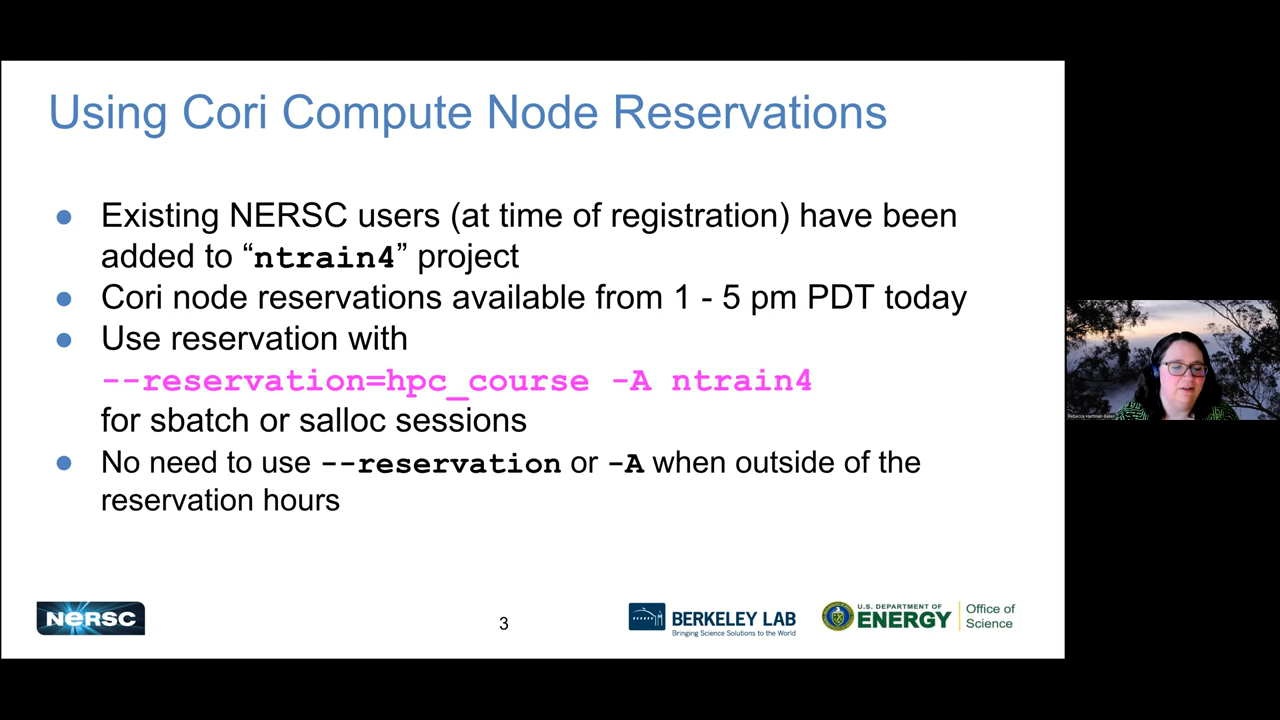 Using Cori Compute Node Reservations
● Existing NERSC users (at time of registration) have been
added to “ntrain4” project
● Cori node reservations available from 1 - 5 pm PDT today
● Use reservation with
--reservation=hpc_course -A ntrain4
for sbatch or salloc sessions
● No need to use --reservation or -A when outside of the
reservation hours
NERSC
3
BERKELEY LAB
Bringing Science Solutions to the World
U.S. DEPARTMENT OF
ENERGY
Office of
Science
Rebecca Hartman-Baker